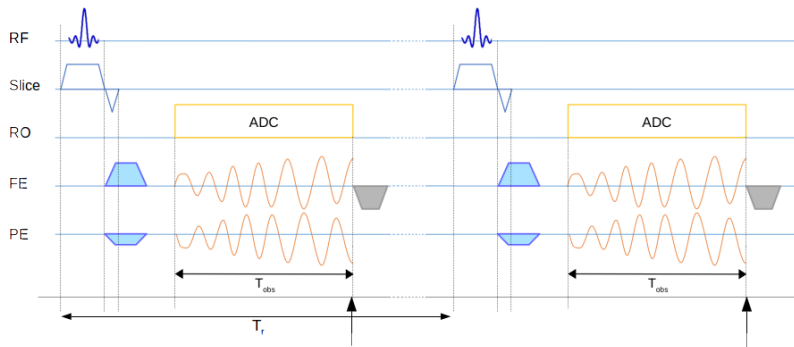 RF
Slice
RO
ADC
ADC
FE
PE
Tobs
Tobs
Tr